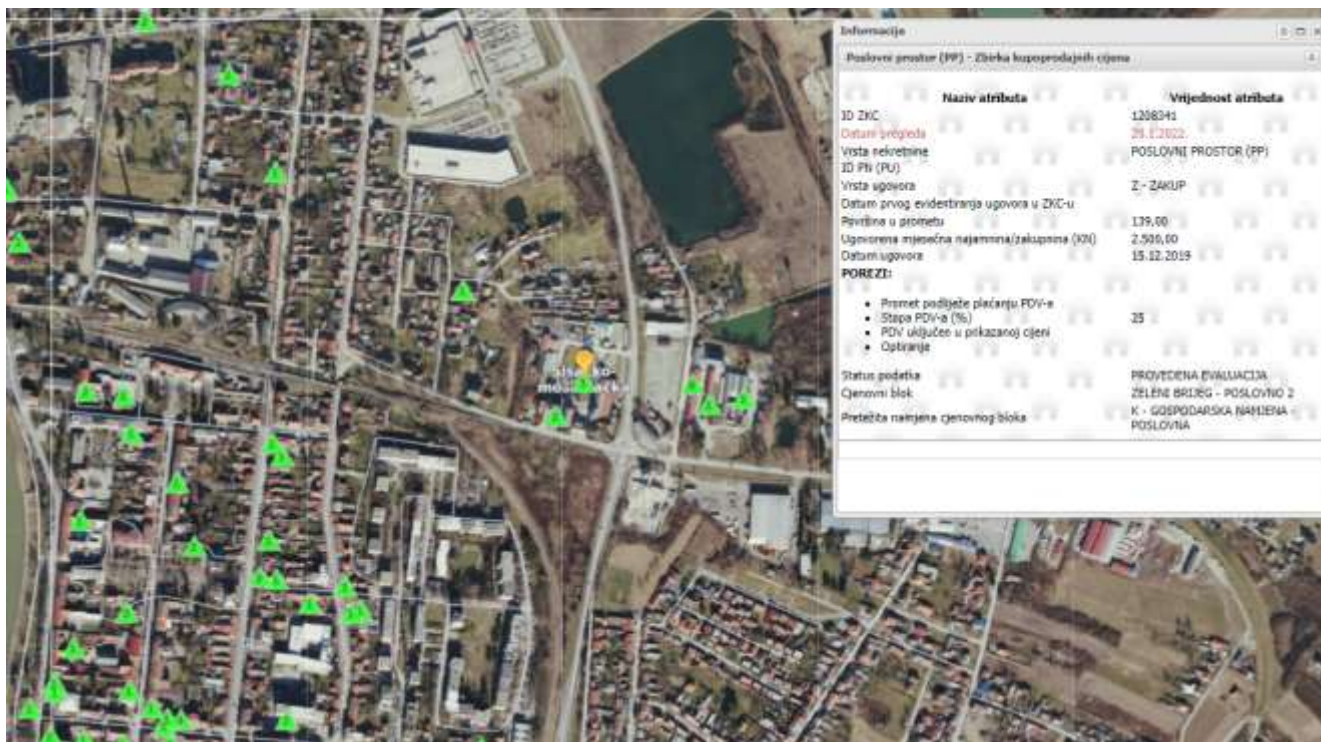 Informacije
Poslovni prostor (PP) - Zbirka kupoprodajnih cijena
Naziv atributa Vrijednost atributa
ID ZKC 1208341
Datum pregleda 2022.
Vrsta nekretnine POSLOVNI PROSTOR (PP)
ID PN (PU)
Vrsta ugovora Z - ZAKUP
Datum prvog evidentiranja ugovora u ZKC-u
Površina u prometu 139,00
Ugovorena mjesečna najamnina/zakupnina (KN) 2.500,00
Datum ugovora 15.12.2019
POREZI:
• Promet podliježe plaćanju PDV-a
• Stopa PDV-a (%) 25
• PDV uključen u prikazanoj cijeni
• Optiranje
Status podatka PROVEDENA EVALUACIJA
Cjenovni blok ZELENI BRIJEG - POSLOVNO 2
Pretežita namjena cjenovnog bloka K - GOSPODARSKA NAMJENA -
POSLOVNA